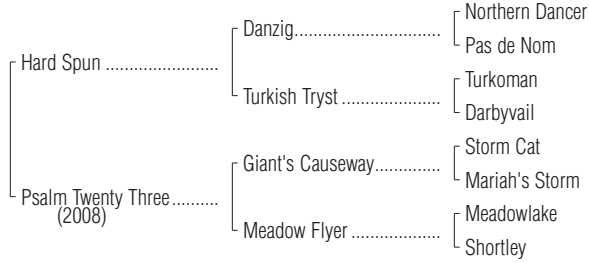 Northern Dancer
Danzig................................
Pas de Nom
Hard Spun ........................
Turkoman
Turkish Tryst .....................
Darbyvail
Storm Cat
Giant's Causeway..............
Mariah's Storm
Psalm Twenty Three..........
(2008)
Meadowlake
Meadow Flyer ...................
Shortley